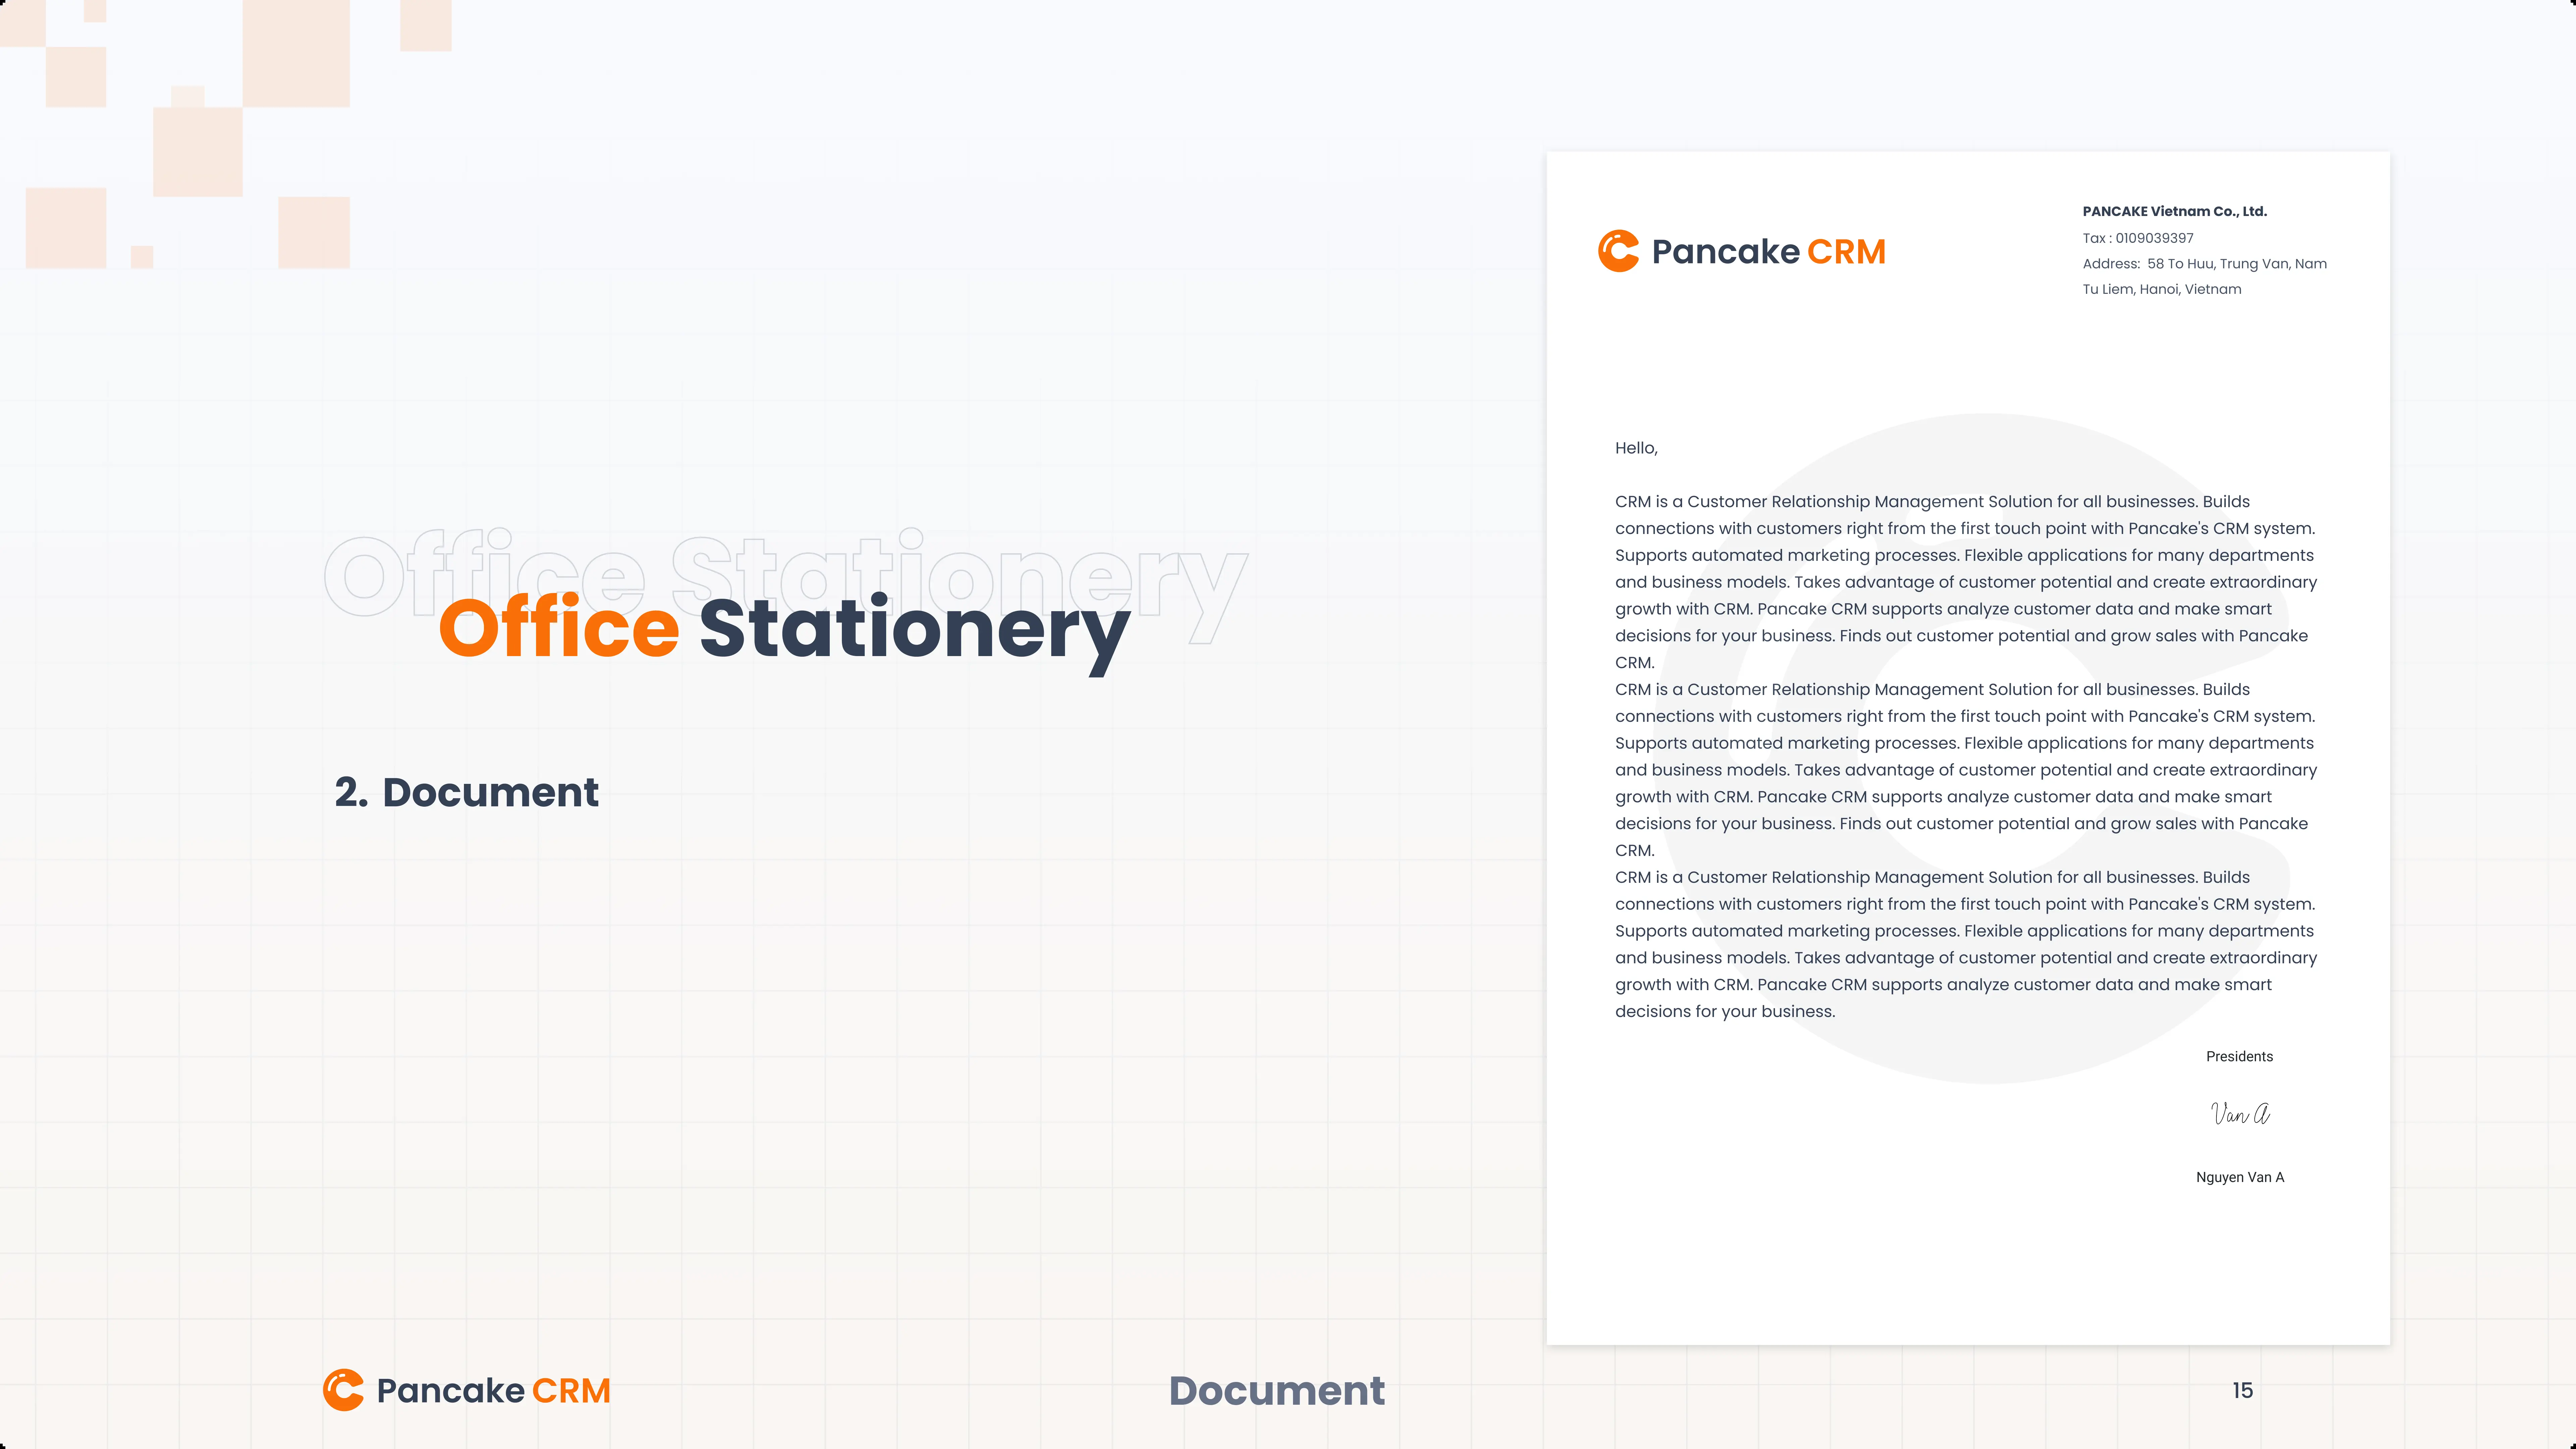 Office Stationery
Office Stationery
2. Document
Pancake CRM
PANCAKE Vietnam Co., Ltd.
Tax : 0109039397
Address:  58 To Huu, Trung Van, Nam
Tu Liem, Hanoi, Vietnam
Hello,
CRM is a Customer Relationship Management Solution for all businesses. Builds
connections with customers right from the first touch point with Pancake's CRM system.
Supports automated marketing processes. Flexible applications for many departments
and business models. Takes advantage of customer potential and create extraordinary
growth with CRM. Pancake CRM supports analyze customer data and make smart
decisions for your business. Finds out customer potential and grow sales with Pancake
CRM.
CRM is a Customer Relationship Management Solution for all businesses. Builds
connections with customers right from the first touch point with Pancake's CRM system.
Supports automated marketing processes. Flexible applications for many departments
and business models. Takes advantage of customer potential and create extraordinary
growth with CRM. Pancake CRM supports analyze customer data and make smart
decisions for your business. Finds out customer potential and grow sales with Pancake
CRM.
CRM is a Customer Relationship Management Solution for all businesses. Builds
connections with customers right from the first touch point with Pancake's CRM system.
Supports automated marketing processes. Flexible applications for many departments
and business models. Takes advantage of customer potential and create extraordinary
growth with CRM. Pancake CRM supports analyze customer data and make smart
decisions for your business.
Presidents
Van A
Nguyen Van A
Pancake CRM
Document
15